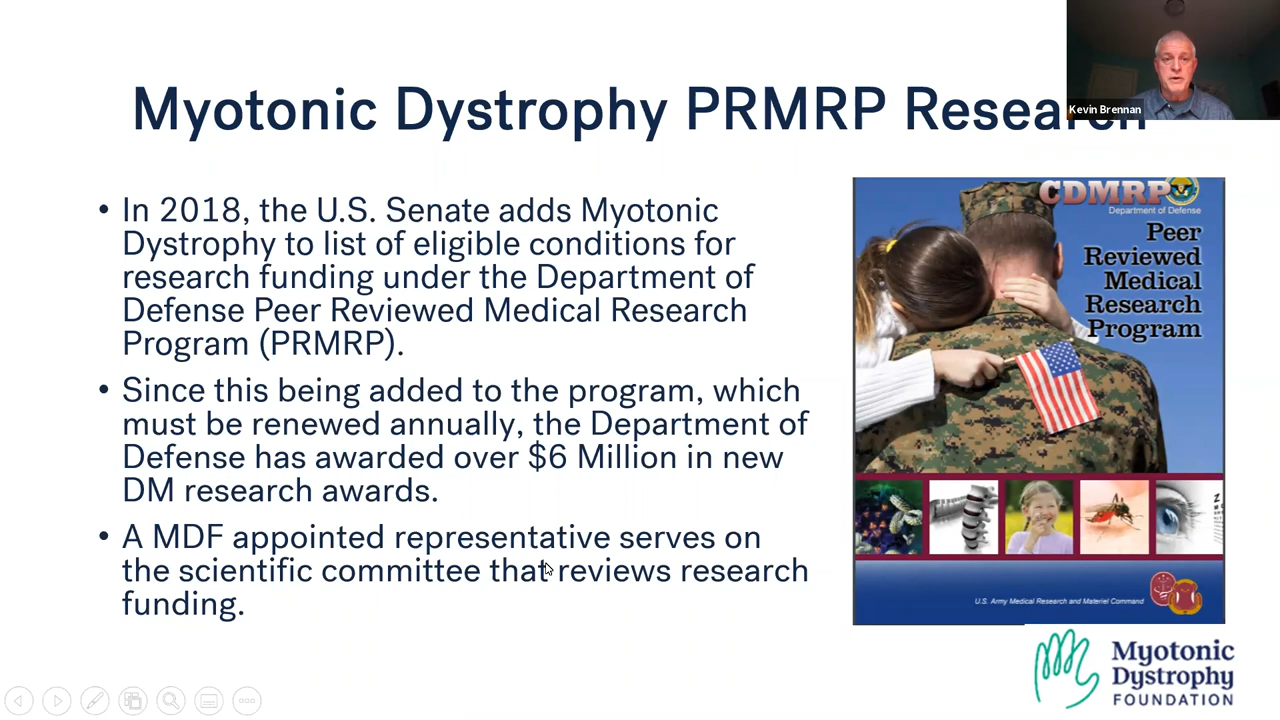 Myotonic Dystrophy PRMRP Research
Kevin Brennan
• In 2018, the U.S. Senate adds Myotonic
Dystrophy to list of eligible conditions for
research funding under the Department of
Defense Peer Reviewed Medical Research
Program (PRMRP).
• Since this being added to the program, which
must be renewed annually, the Department of
Defense has awarded over $6 Million in new
DM research awards.
• A MDF appointed representative serves on
the scientific committee that reviews research
funding.
CDMRP
Department of Defense
Peer
Reviewed
Medical
Research
Program
U.S. Army Medical Research and Materiel Command
Myotonic
Dystrophy
FOUNDATION